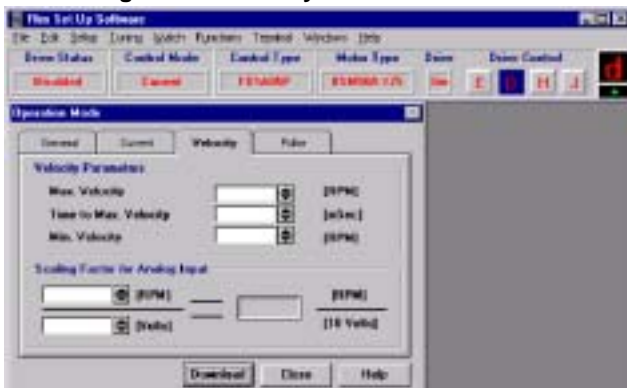 Flex Set Up Software
File Edit Setup Tuning Watch Functions Terminal Windows Help
Drive Status Control Mode Control Type Motor Type Drive Drive Control
Disabled Current
E D H J d
Operation Mode
General Current Velocity Pulse
Velocity Parameters
Max. Velocity [RPM]
Time to Max. Velocity [mSec]
Min. Velocity [RPM]
Scaling Factor for Analog Input
[RPM] [RPM]
[Volts] [10 Volts]
Download Close Help